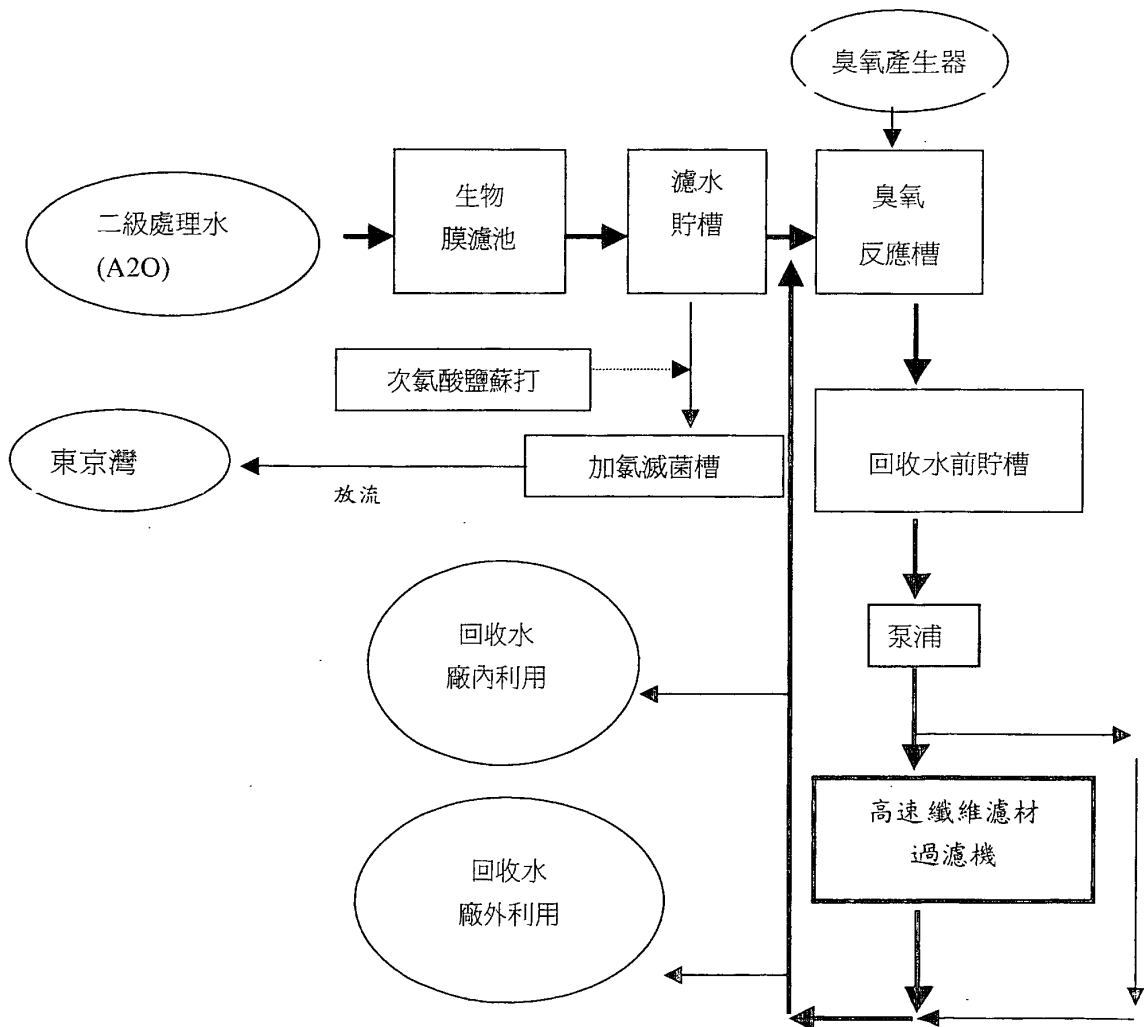 臭氧產生器
二級處理水
(A2O)
生物
膜濾池
濾水
貯槽
臭氧
反應槽
次氯酸鹽蘇打
東京灣
放流
加氯滅菌槽
回收水前貯槽
泵浦
回收水
廠內利用
高速纖維濾材
過濾機
回收水
廠外利用